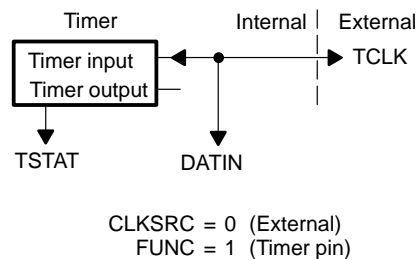 Timer Internal External
Timer input TCLK
Timer output
TSTAT DATIN
CLKSRC = 0 (External)
FUNC = 1 (Timer pin)